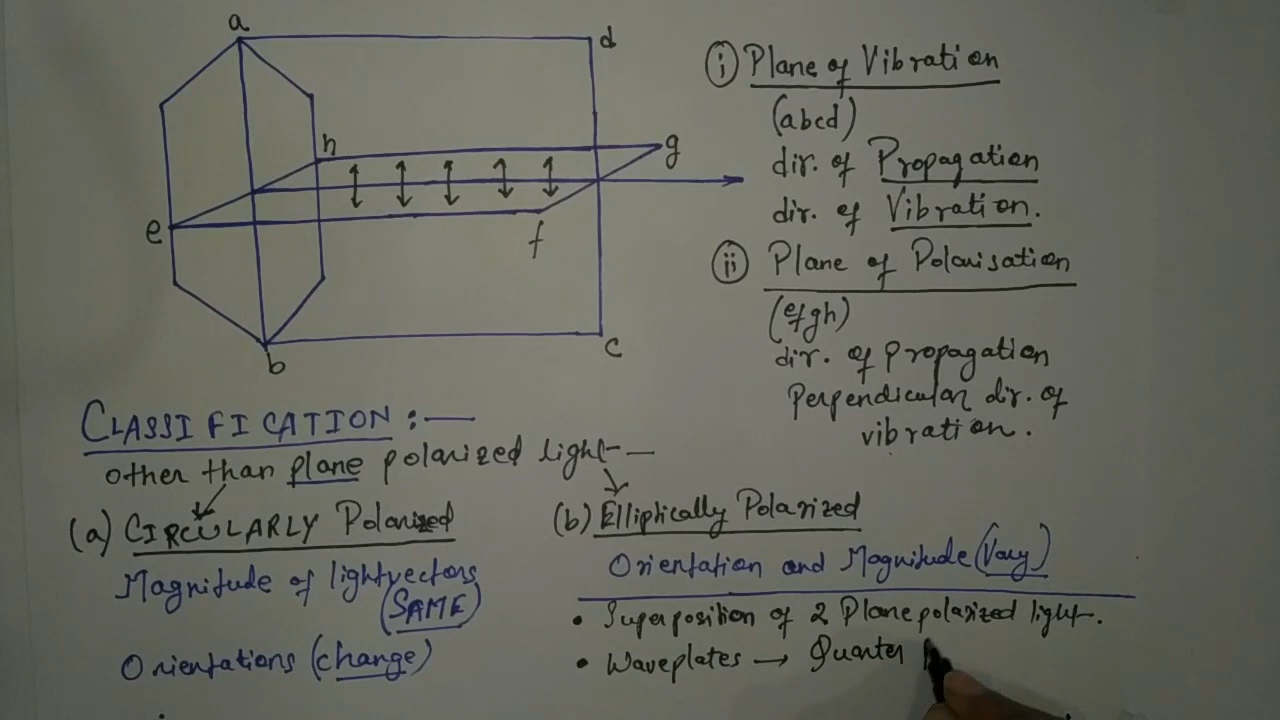 a
d
h
g
e
f
b
c
(i) Plane of Vibration
(abcd)
dir. of Propagation
dir. of Vibration.
(ii) Plane of Polarisation
(efgh)
dir. of propagation
Perpendicular dir. of
vibration.
CLASSIFICATION :—
other than plane polarized light —
(a) CIRCULARLY Polarized
Magnitude of light vectors
(SAME)
Orientations (change)
(b) Elliptically Polarized
Orientation and Magnitude (Vary)
• Superposition of 2 Plane polarized light.
• Waveplates → Quarter